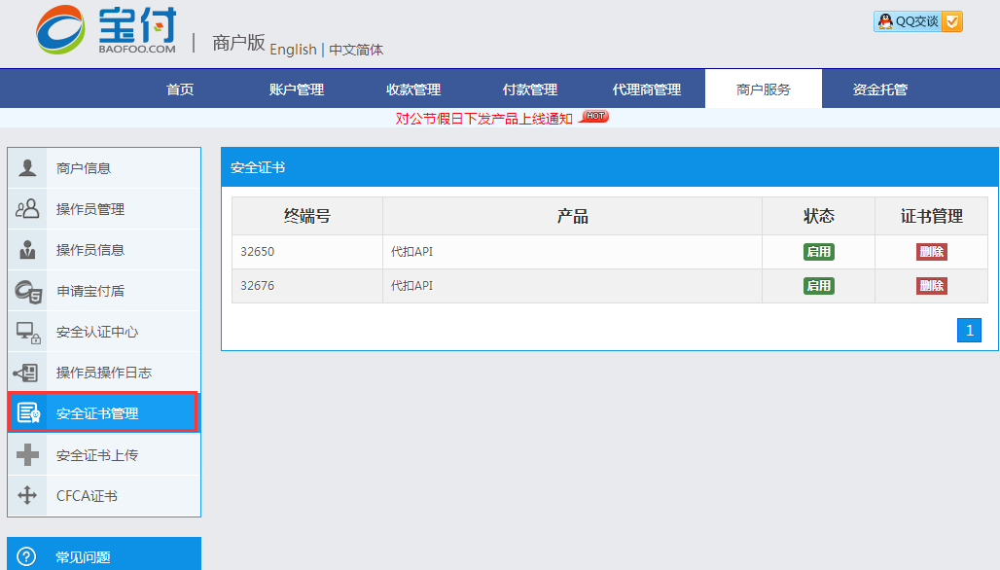 宝付
BAOFOO.COM
商户版
English | 中文简体
QQ交谈
首页 账户管理 收款管理 付款管理 代理商管理 商户服务 资金托管
对公节假日下发产品上线通知 HOT
商户信息
操作员管理
操作员信息
申请宝付盾
安全认证中心
操作员操作日志
安全证书管理
安全证书上传
CFCA证书
常见问题
安全证书
终端号 产品 状态 证书管理
32650 代扣API 启用 删除
32676 代扣API 启用 删除
1